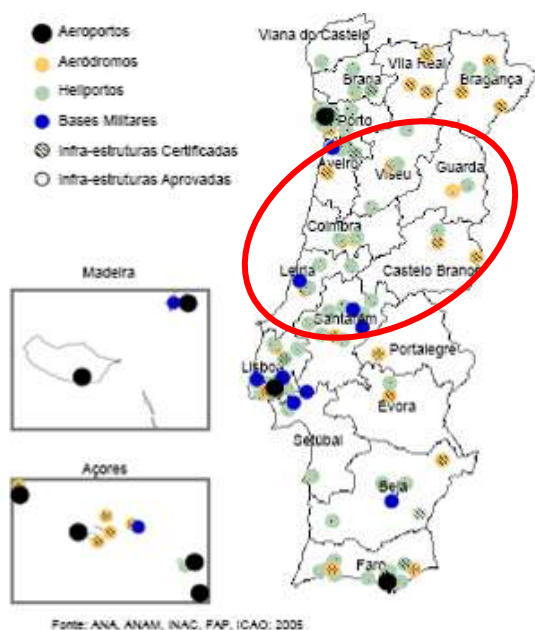 Aeroportos
Aeródromos
Heliportos
Bases Militares
Infra-estruturas Certificadas
Infra-estruturas Aprovadas
Viana do Castelo
Vila Real
Braga
Bragança
Porto
Aveiro
Viseu
Guarda
Coimbra
Leiria
Castelo Branco
Santarém
Portalegre
Lisboa
Évora
Setúbal
Beja
Faro
Madeira
Açores
Fonte: ANA, ANAM, INAC, FAP, ICAO; 2005